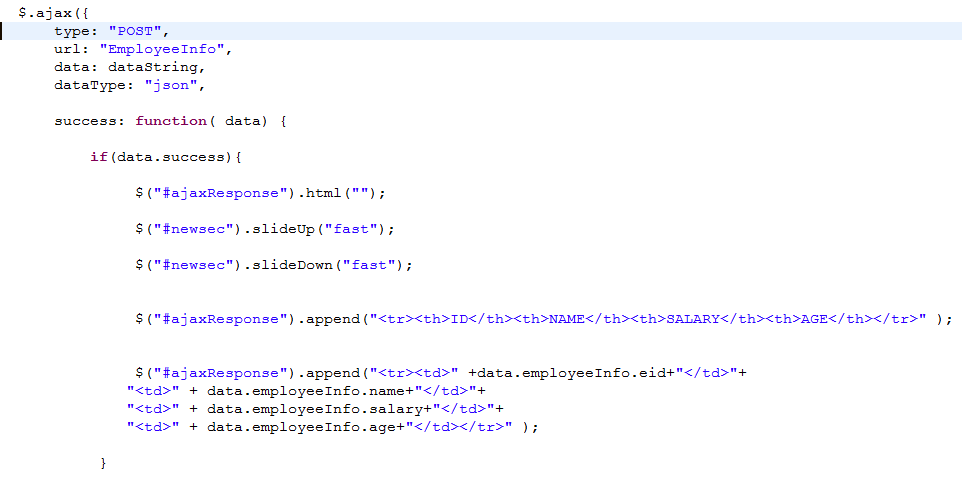 $.ajax({
type: "POST",
url: "EmployeeInfo",
data: dataString,
dataType: "json",
success: function( data) {
if(data.success){
$("#ajaxResponse").html("");
$("#newsec").slideUp("fast");
$("#newsec").slideDown("fast");
$("#ajaxResponse").append("<tr><th>ID</th><th>NAME</th><th>SALARY</th><th>AGE</th></tr>" );
$("#ajaxResponse").append("<tr><td>" +data.employeeInfo.eid+"</td>"+
"<td>" + data.employeeInfo.name+"</td>"+
"<td>" + data.employeeInfo.salary+"</td>"+
"<td>" + data.employeeInfo.age+"</td></tr>" );
}